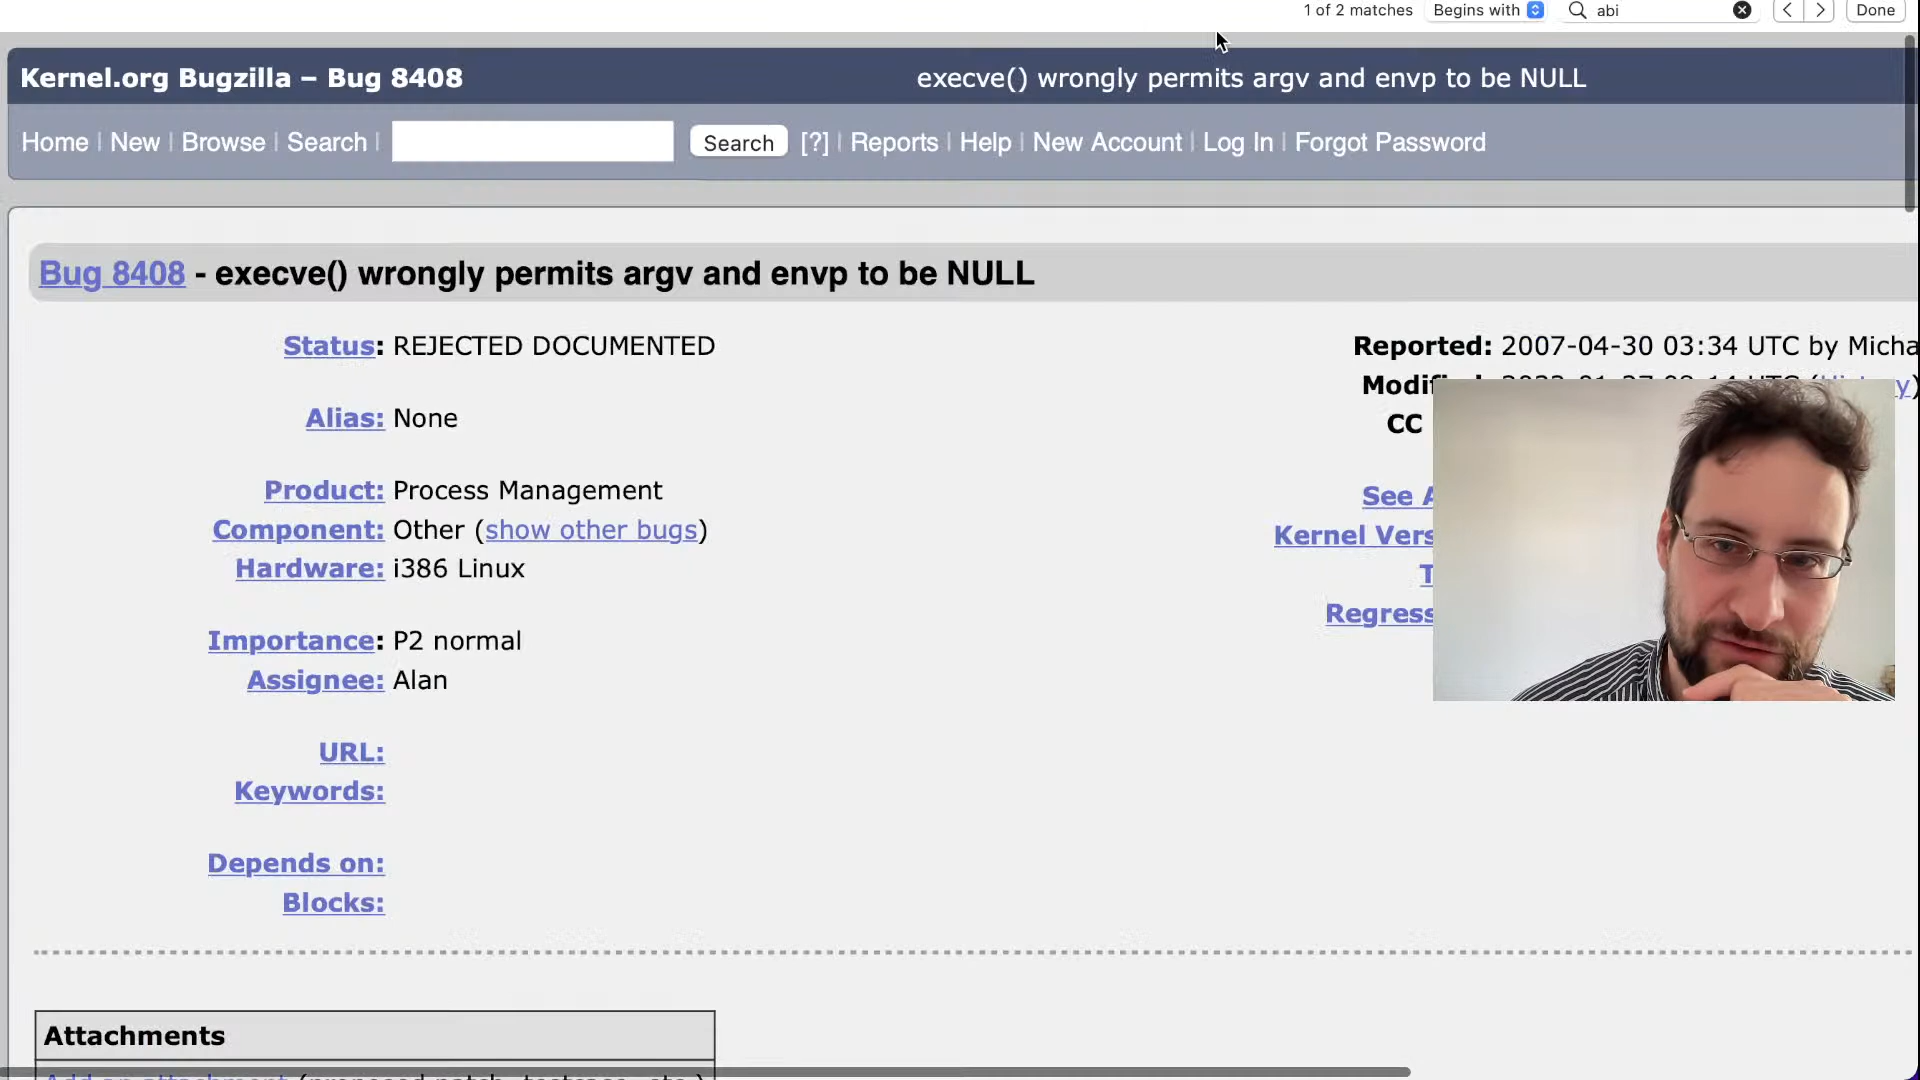 1 of 2 matches Begins with abi Done
Kernel.org Bugzilla – Bug 8408 execve() wrongly permits argv and envp to be NULL
Home | New | Browse | Search | Search [?] | Reports | Help | New Account | Log In | Forgot Password
Bug 8408 - execve() wrongly permits argv and envp to be NULL
Status: REJECTED DOCUMENTED
Alias: None
Product: Process Management
Component: Other (show other bugs)
Hardware: i386 Linux
Importance: P2 normal
Assignee: Alan
URL:
Keywords:
Depends on:
Blocks:
Reported: 2007-04-30 03:34 UTC by Micha
CC
See A
Kernel Vers
T
Regress
Attachments